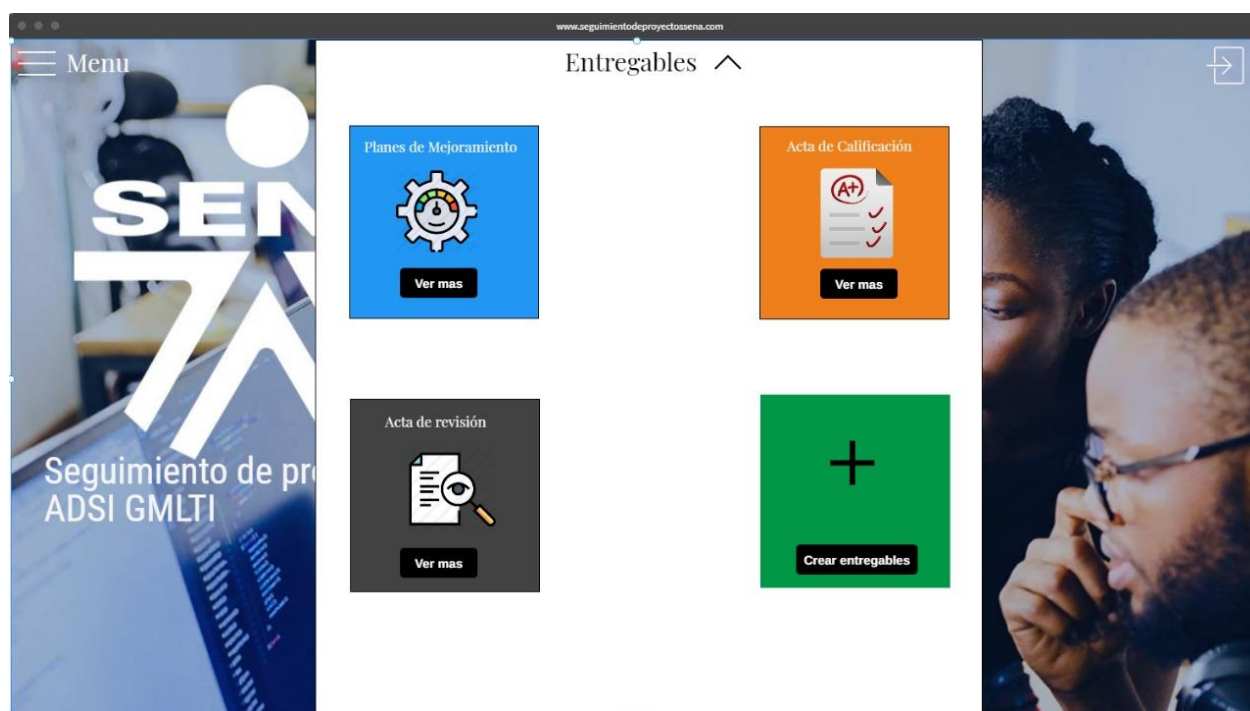 www.seguimientodeproyectossena.com
Menu
Entregables
Planes de Mejoramiento
Ver mas
Acta de Calificación
A+
Ver mas
SEN
Seguimiento de pr
ADSI GMLTI
Acta de revisión
Ver mas
Crear entregables